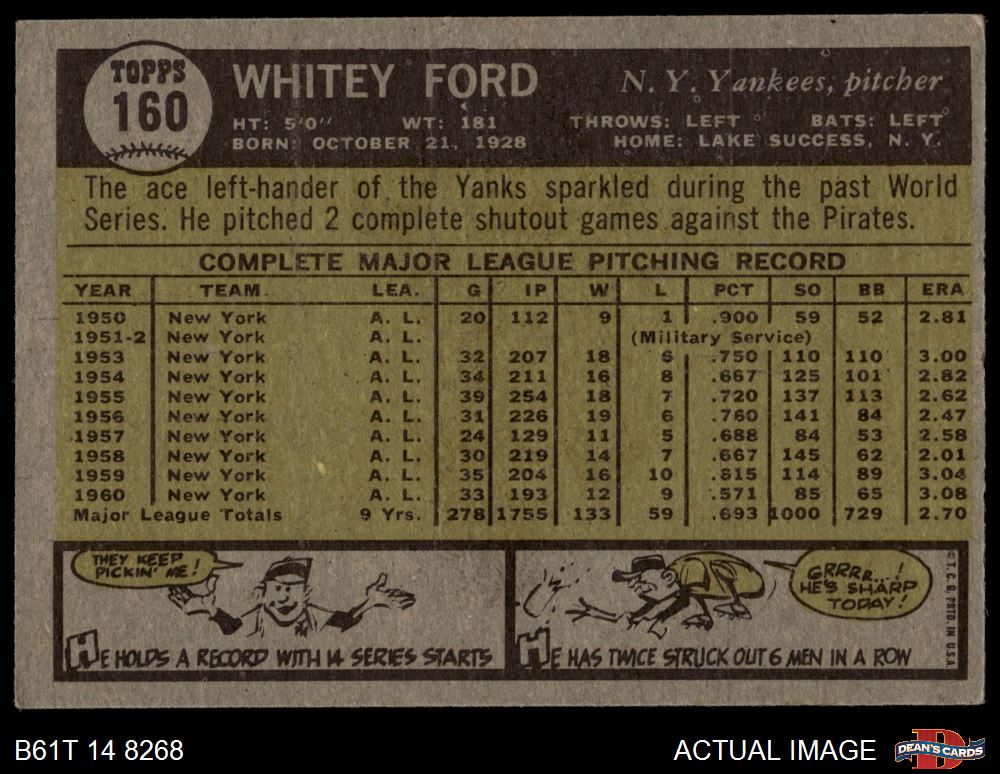 TOPPS
160
WHITEY FORD
N. Y. Yankees, pitcher
HT: 5'0" WT: 181 THROWS: LEFT BATS: LEFT
BORN: OCTOBER 21, 1928 HOME: LAKE SUCCESS, N. Y.
The ace left-hander of the Yanks sparkled during the past World
Series. He pitched 2 complete shutout games against the Pirates.
COMPLETE MAJOR LEAGUE PITCHING RECORD
YEAR TEAM LEA. G IP W L PCT SO BB ERA
1950 New York A. L. 20 112 9 1 .900 59 52 2.81
1951-2 New York A. L. (Military Service)
1953 New York A. L. 32 207 18 6 .750 110 110 3.00
1954 New York A. L. 34 211 16 8 .667 125 101 2.82
1955 New York A. L. 39 254 18 7 .720 137 113 2.62
1956 New York A. L. 31 226 19 6 .760 141 84 2.47
1957 New York A. L. 24 129 11 5 .688 84 53 2.58
1958 New York A. L. 30 219 14 7 .667 145 62 2.01
1959 New York A. L. 35 204 16 10 .615 114 89 3.04
1960 New York A. L. 33 193 12 9 .571 85 65 3.08
Major League Totals 9 Yrs. 278 1755 133 59 .693 1000 729 2.70
THEY KEEP
PICKIN' ME!
HE HOLDS A RECORD WITH 14 SERIES STARTS
GRRRR...!
HE'S SHARP
TODAY!
HE HAS TWICE STRUCK OUT 6 MEN IN A ROW
© T. C. G. PRTD. IN U.S.A.
B61T 14 8268
ACTUAL IMAGE
DEAN'S CARDS